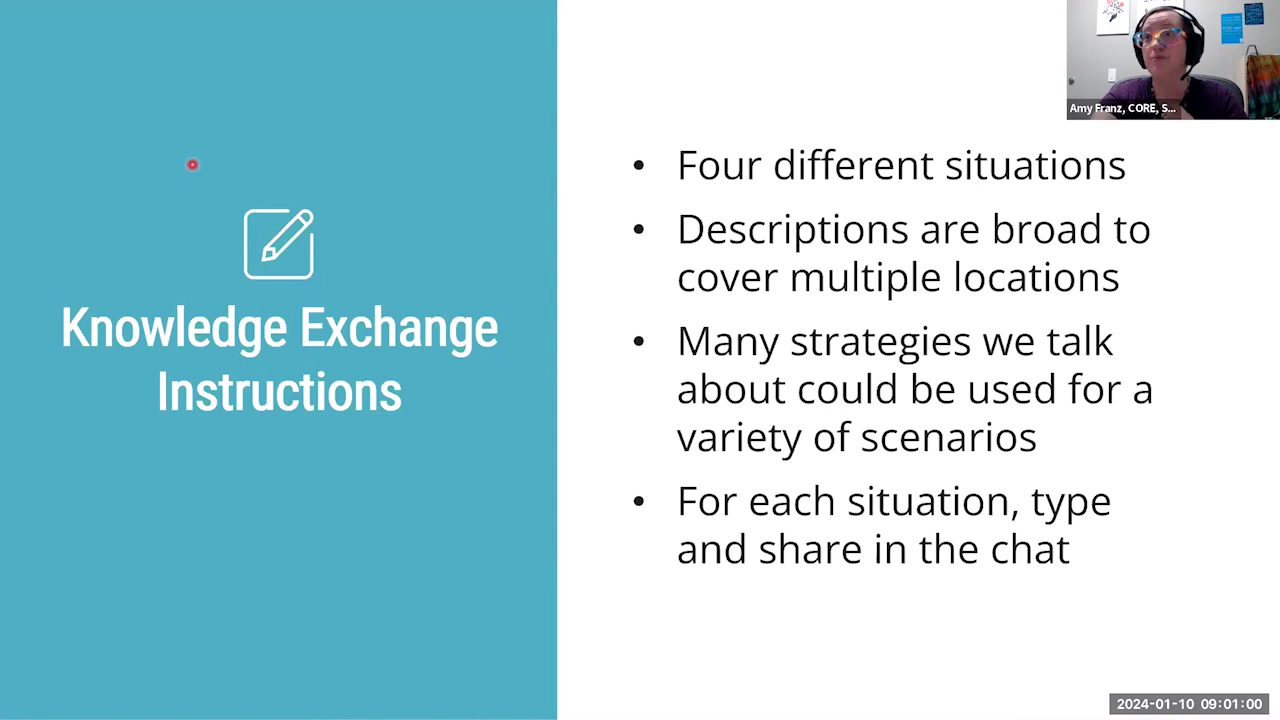 Amy Franz, CORE, S...
Knowledge Exchange
Instructions
• Four different situations
• Descriptions are broad to
cover multiple locations
• Many strategies we talk
about could be used for a
variety of scenarios
• For each situation, type
and share in the chat
2024-01-10 09:01:00